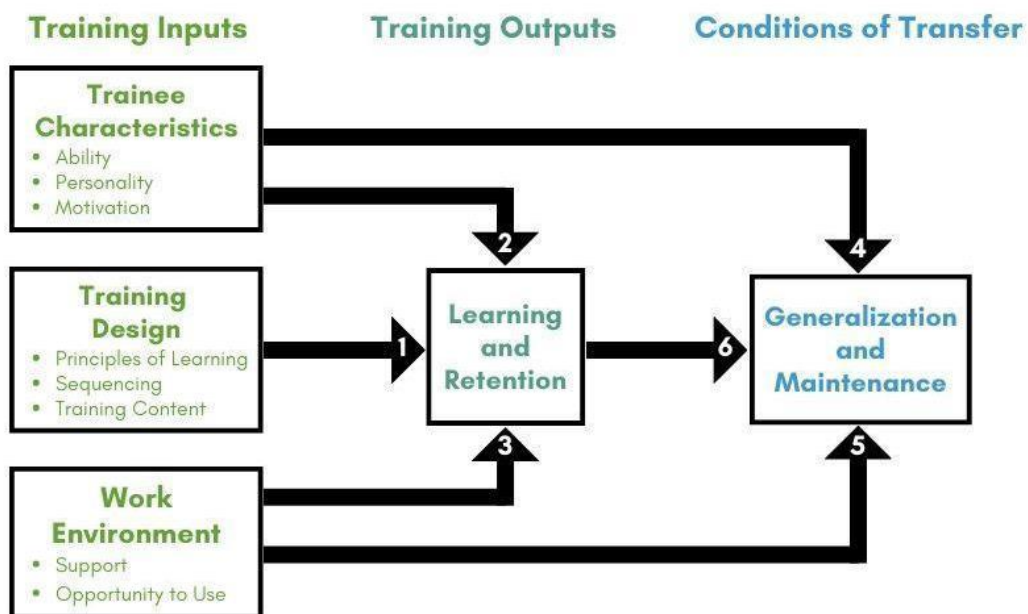 Training Inputs
Training Outputs
Conditions of Transfer
Trainee
Characteristics
• Ability
• Personality
• Motivation
Training
Design
• Principles of Learning
• Sequencing
• Training Content
Work
Environment
• Support
• Opportunity to Use
2
1
3
Learning
and
Retention
4
6
5
Generalization
and
Maintenance